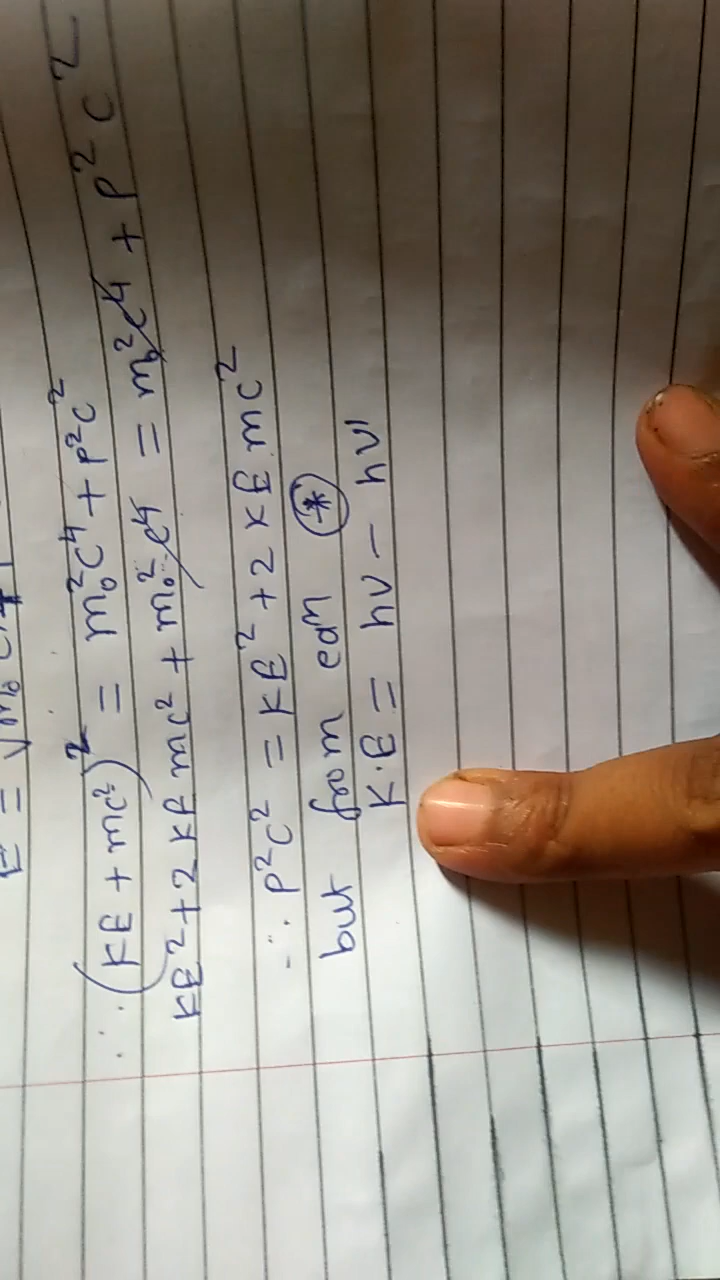 E = √m₀
∴ (KE + mc²)² = m₀²c⁴ + p²c²
KE² + 2 KE mc² + m₀²c⁴ = m₀²c⁴ + p²c²
∴ p²c² = KE² + 2 KE mc²
but from eqn (*)
K.E = hν - hν'